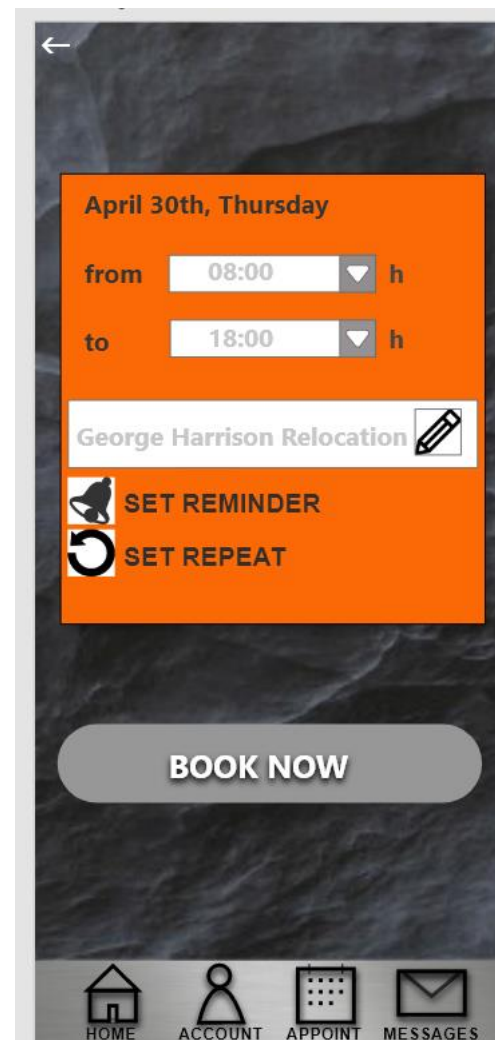 April 30th, Thursday
from 08:00 h
to 18:00 h
George Harrison Relocation
SET REMINDER
SET REPEAT
BOOK NOW
HOME ACCOUNT APPOINT MESSAGES